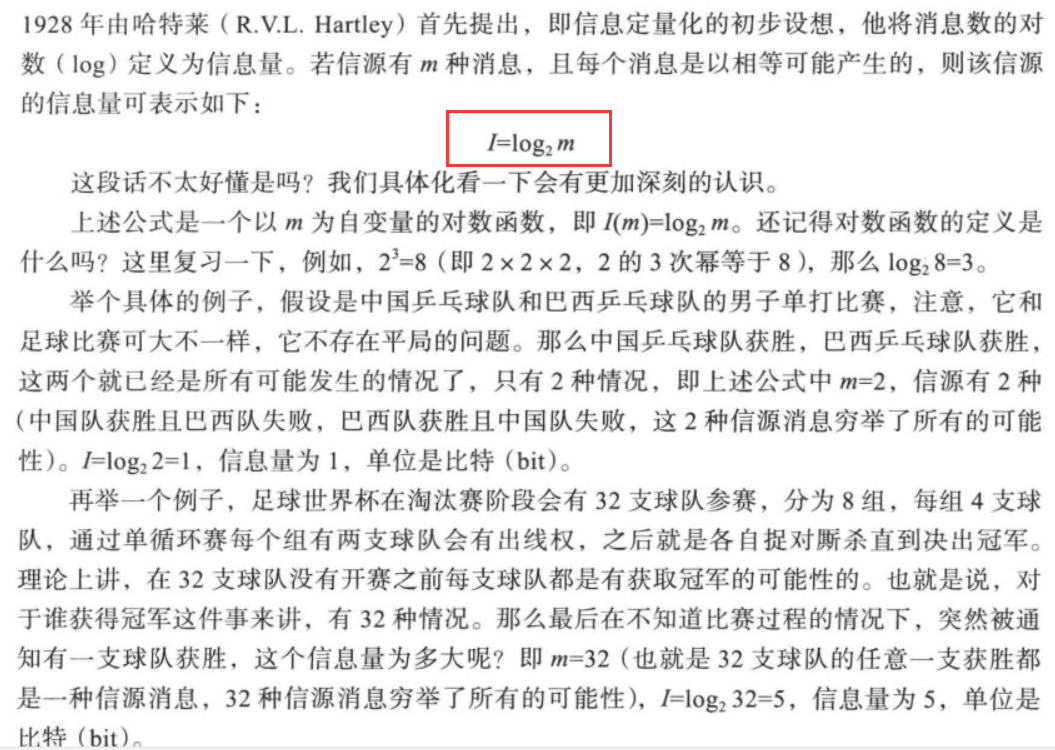 1928 年由哈特莱（R.V.L. Hartley）首先提出，即信息定量化的初步设想，他将消息数的对
数（log）定义为信息量。若信源有 m 种消息，且每个消息是以相等可能产生的，则该信源
的信息量可表示如下：
I=log₂ m
这段话不太好懂是吗？我们具体化看一下会有更加深刻的认识。
上述公式是一个以 m 为自变量的对数函数，即 I(m)=log₂ m。还记得对数函数的定义是
什么吗？这里复习一下，例如，2³=8（即 2×2×2，2 的 3 次幂等于 8），那么 log₂ 8=3。
举个具体的例子，假设是中国乒乓球队和巴西乒乓球队的男子单打比赛，注意，它和
足球比赛可大不一样，它不存在平局的问题。那么中国乒乓球队获胜，巴西乒乓球队获胜，
这两个就已经是所有可能发生的情况了，只有 2 种情况，即上述公式中 m=2，信源有 2 种
（中国队获胜且巴西队失败，巴西队获胜且中国队失败，这 2 种信源消息穷举了所有的可能
性）。I=log₂ 2=1，信息量为 1，单位是比特（bit）。
再举一个例子，足球世界杯在淘汰赛阶段会有 32 支球队参赛，分为 8 组，每组 4 支球
队，通过单循环赛每个组有两支球队会有出线权，之后就是各自捉对厮杀直到决出冠军。
理论上讲，在 32 支球队没有开赛之前每支球队都是有获取冠军的可能性的。也就是说，对
于谁获得冠军这件事来讲，有 32 种情况。那么最后在不知道比赛过程的情况下，突然被通
知有一支球队获胜，这个信息量为多大呢？即 m=32（也就是 32 支球队的任意一支获胜都
是一种信源消息，32 种信源消息穷举了所有的可能性），I=log₂ 32=5，信息量为 5，单位是
比特（bit）。